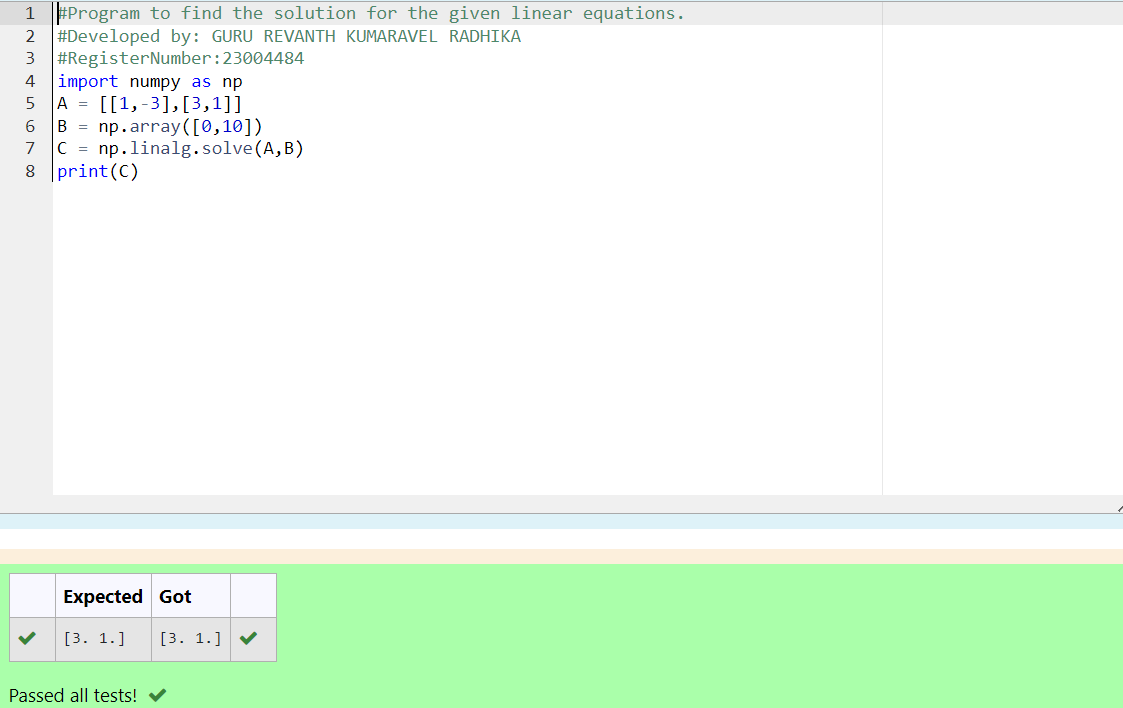 1 #Program to find the solution for the given linear equations.
2 #Developed by: GURU REVANTH KUMARAVEL RADHIKA
3 #RegisterNumber:23004484
4 import numpy as np
5 A = [[1,-3],[3,1]]
6 B = np.array([0,10])
7 C = np.linalg.solve(A,B)
8 print(C)
Expected Got
[3. 1.] [3. 1.]
Passed all tests!